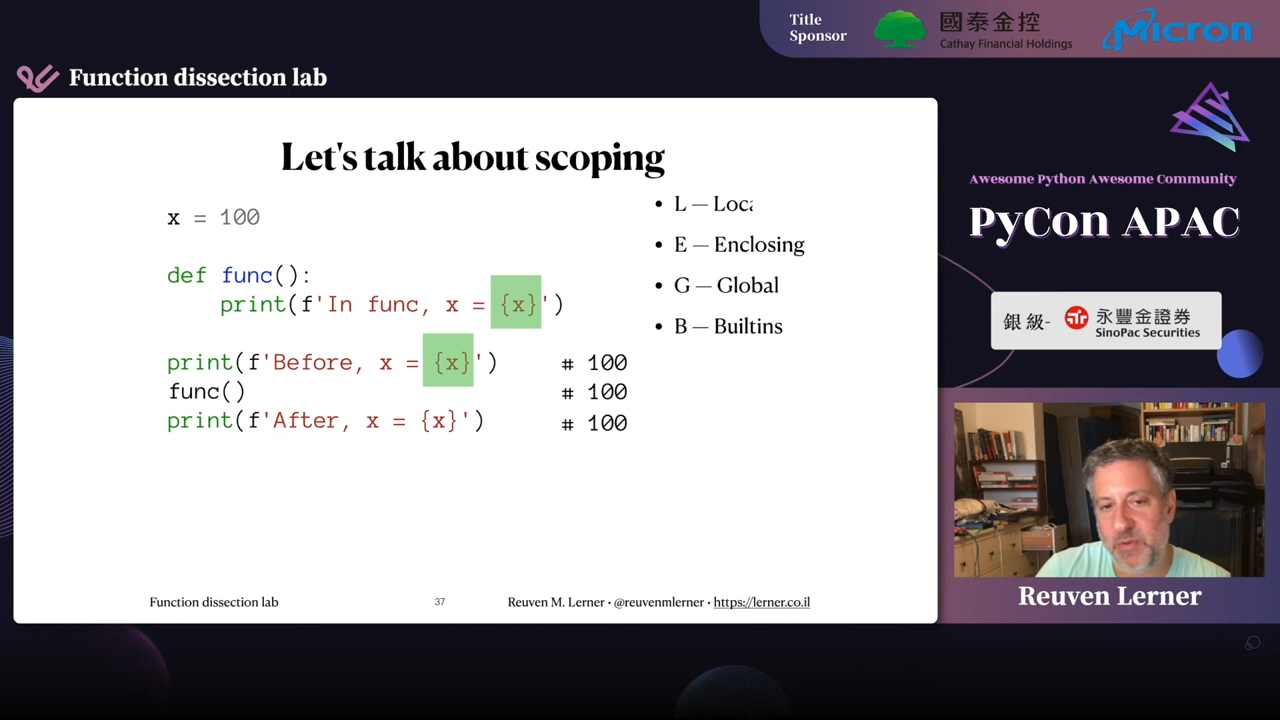 Title
Sponsor
國泰金控
Cathay Financial Holdings
Micron
Function dissection lab
Let's talk about scoping
x = 100
def func():
    print(f'In func, x = {x}')
print(f'Before, x = {x}') # 100
func() # 100
print(f'After, x = {x}') # 100
• L — Loca
• E — Enclosing
• G — Global
• B — Builtins
Function dissection lab 37 Reuven M. Lerner • @reuvenmlerner • https://lerner.co.il
Awesome Python Awesome Community
PyCon APAC
銀級-
永豐金證券
SinoPac Securities
Reuven Lerner